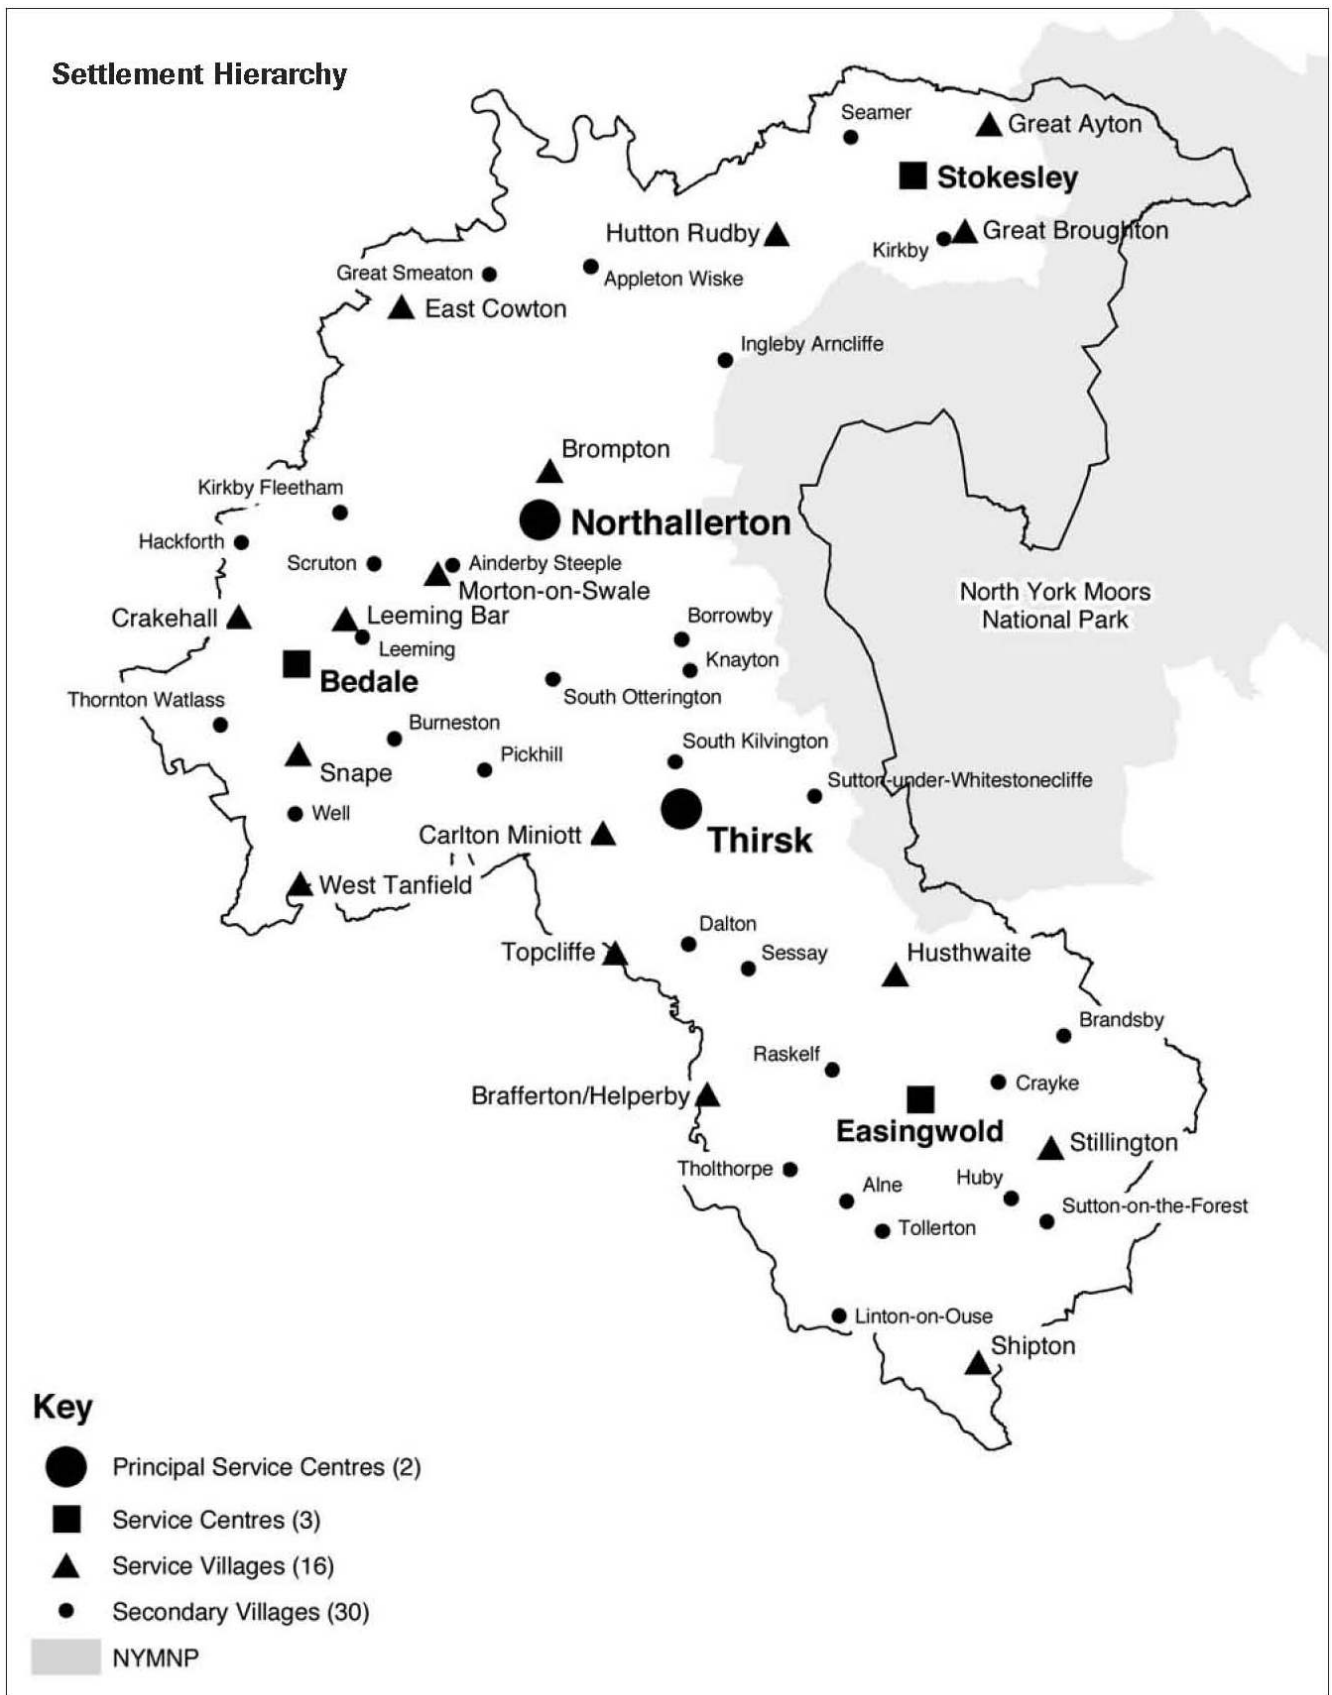 Settlement Hierarchy
Seamer
Great Ayton
Stokesley
Hutton Rudby
Great Broughton
Kirkby
Great Smeaton
Appleton Wiske
East Cowton
Ingleby Arncliffe
Brompton
Kirkby Fleetham
Northallerton
Hackforth
Scruton
Ainderby Steeple
Morton-on-Swale
North York Moors
National Park
Crakehall
Leeming Bar
Borrowby
Leeming
Knayton
Bedale
South Otterington
Thornton Watlass
Burneston
South Kilvington
Pickhill
Snape
Sutton-under-Whitestonecliffe
Well
Carlton Miniott
Thirsk
West Tanfield
Dalton
Topcliffe
Sessay
Husthwaite
Brandsby
Raskelf
Crayke
Brafferton/Helperby
Easingwold
Stillington
Tholthorpe
Alne
Huby
Sutton-on-the-Forest
Tollerton
Linton-on-Ouse
Shipton
Key
Principal Service Centres (2)
Service Centres (3)
Service Villages (16)
Secondary Villages (30)
NYMNP